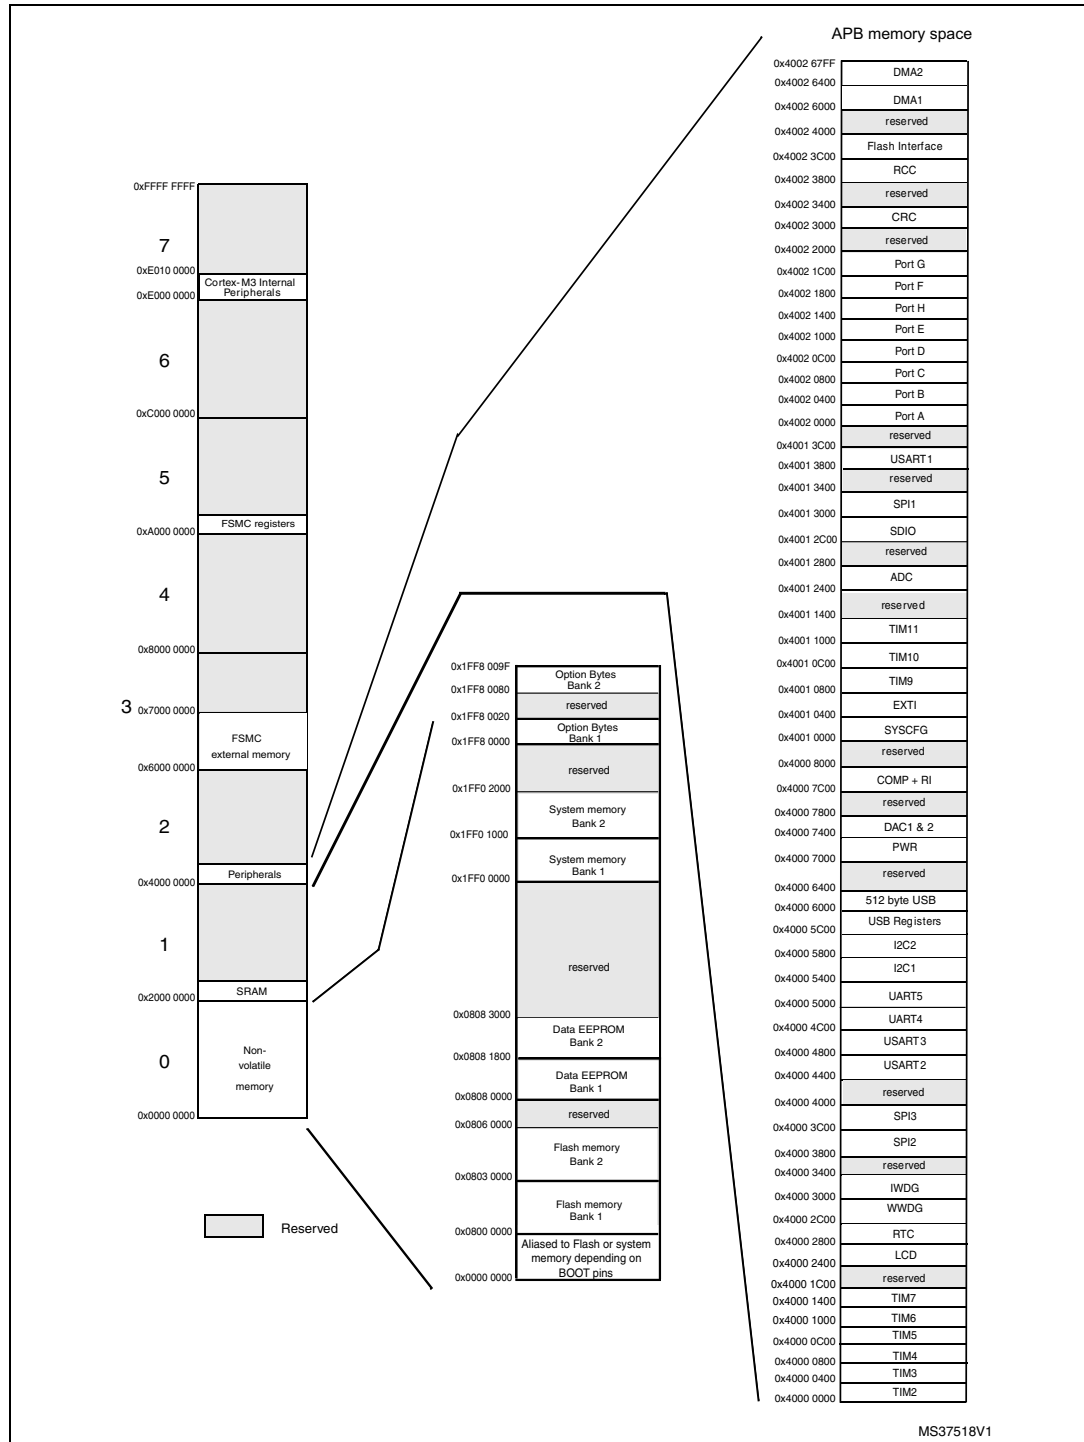 APB memory space
0xFFFF FFFF
7
0xE010 0000
Cortex-M3 Internal
Peripherals
0xE000 0000
6
0xC000 0000
5
FSMC registers
0xA000 0000
4
0x8000 0000
3
0x7000 0000
FSMC
external memory
0x6000 0000
2
Peripherals
0x4000 0000
1
SRAM
0x2000 0000
0
Non-
volatile
memory
0x0000 0000
Reserved
0x1FF8 009F
Option Bytes
Bank 2
0x1FF8 0080
reserved
0x1FF8 0020
Option Bytes
Bank 1
0x1FF8 0000
reserved
0x1FF0 2000
System memory
Bank 2
0x1FF0 1000
System memory
Bank 1
0x1FF0 0000
reserved
0x0808 3000
Data EEPROM
Bank 2
0x0808 1800
Data EEPROM
Bank 1
0x0808 0000
reserved
0x0806 0000
Flash memory
Bank 2
0x0803 0000
Flash memory
Bank 1
0x0800 0000
Aliased to Flash or system
memory depending on
BOOT pins
0x0000 0000
0x4002 67FF
DMA2
0x4002 6400
DMA1
0x4002 6000
reserved
0x4002 4000
Flash Interface
0x4002 3C00
RCC
0x4002 3800
reserved
0x4002 3400
CRC
0x4002 3000
reserved
0x4002 2000
Port G
0x4002 1C00
Port F
0x4002 1800
Port H
0x4002 1400
Port E
0x4002 1000
Port D
0x4002 0C00
Port C
0x4002 0800
Port B
0x4002 0400
Port A
0x4002 0000
reserved
0x4001 3C00
USART1
0x4001 3800
reserved
0x4001 3400
SPI1
0x4001 3000
SDIO
0x4001 2C00
reserved
0x4001 2800
ADC
0x4001 2400
reserved
0x4001 1400
TIM11
0x4001 1000
TIM10
0x4001 0C00
TIM9
0x4001 0800
EXTI
0x4001 0400
SYSCFG
0x4001 0000
reserved
0x4000 8000
COMP + RI
0x4000 7C00
reserved
0x4000 7800
DAC1 & 2
0x4000 7400
PWR
0x4000 7000
reserved
0x4000 6400
512 byte USB
0x4000 6000
USB Registers
0x4000 5C00
I2C2
0x4000 5800
I2C1
0x4000 5400
UART5
0x4000 5000
UART4
0x4000 4C00
USART3
0x4000 4800
USART2
0x4000 4400
reserved
0x4000 4000
SPI3
0x4000 3C00
SPI2
0x4000 3800
reserved
0x4000 3400
IWDG
0x4000 3000
WWDG
0x4000 2C00
RTC
0x4000 2800
LCD
0x4000 2400
reserved
0x4000 1C00
TIM7
0x4000 1400
TIM6
0x4000 1000
TIM5
0x4000 0C00
TIM4
0x4000 0800
TIM3
0x4000 0400
TIM2
0x4000 0000
MS37518V1